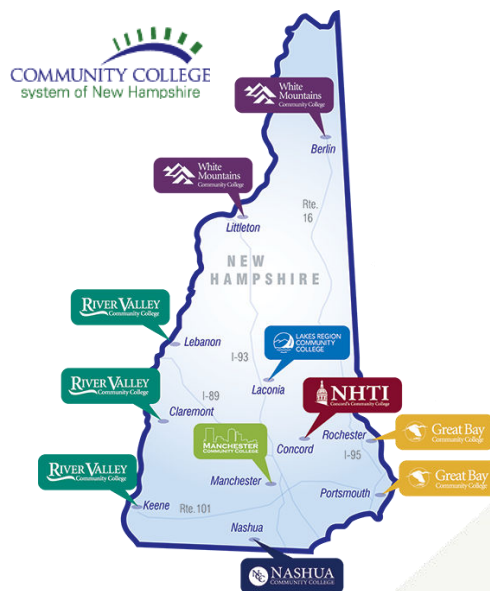 COMMUNITY COLLEGE
system of New Hampshire
White
Mountains
Community College
Berlin
White
Mountains
Community College
Rte.
16
Littleton
NEW
HAMPSHIRE
RIVER VALLEY
Community College
Lebanon
LAKES REGION
COMMUNITY
COLLEGE
I-93
I-89
Laconia
RIVER VALLEY
Community College
NHTI
Concord's Community College
Claremont
MANCHESTER
COMMUNITY COLLEGE
Concord
Rochester
Great Bay
Community College
I-95
RIVER VALLEY
Community College
Manchester
Portsmouth
Great Bay
Community College
Keene
Rte. 101
Nashua
NCC
NASHUA
COMMUNITY COLLEGE